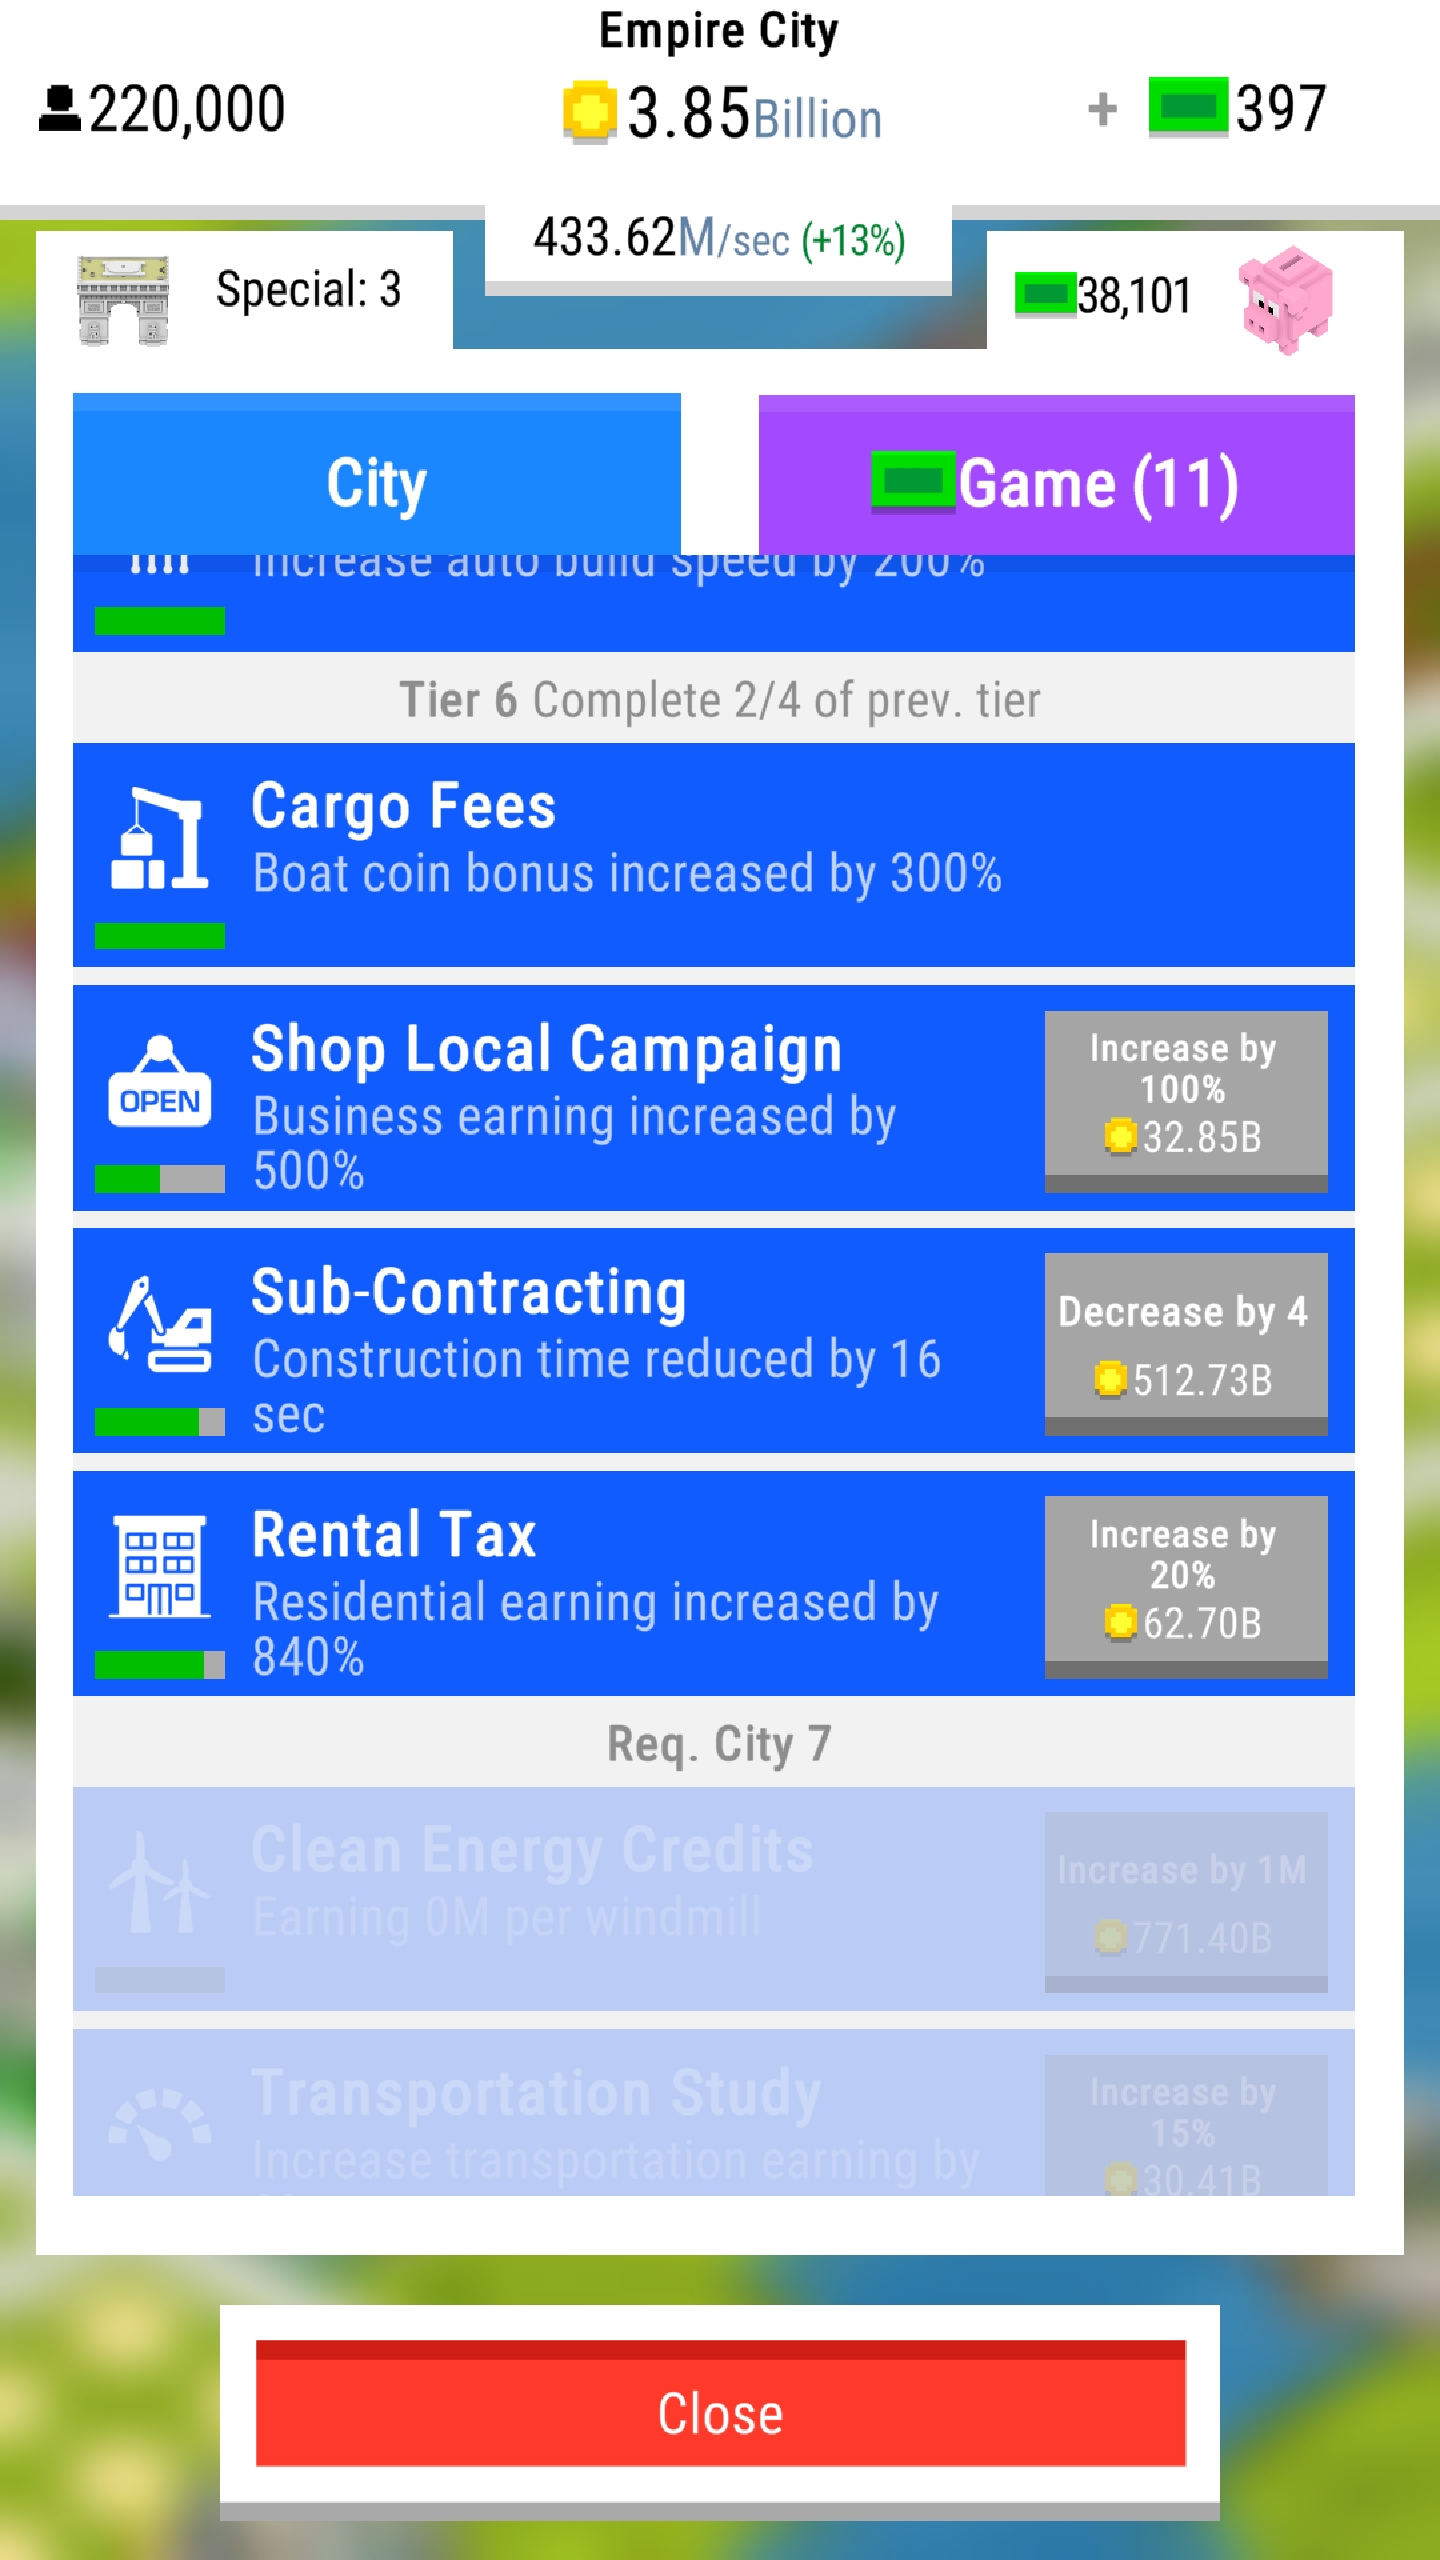 Empire City
220,000
3.85Billion
+ 397
433.62M/sec (+13%)
Special: 3
38,101
City
Game (11)
Increase auto build speed by 200%
Tier 6 Complete 2/4 of prev. tier
Cargo Fees
Boat coin bonus increased by 300%
Shop Local Campaign
OPEN
Business earning increased by
500%
Increase by
100%
32.85B
Sub-Contracting
Construction time reduced by 16
sec
Decrease by 4
512.73B
Rental Tax
Residential earning increased by
840%
Increase by
20%
62.70B
Req. City 7
Clean Energy Credits
Earning 0M per windmill
Increase by 1M
771.40B
Transportation Study
Increase transportation earning by
Increase by
15%
30.41B
Close